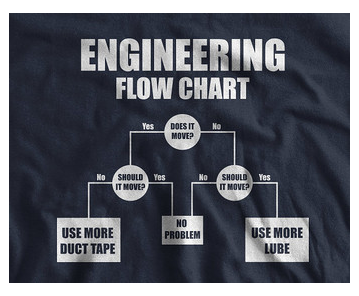 ENGINEERING
FLOW CHART
DOES IT
MOVE?
Yes
No
SHOULD
IT MOVE?
No
Yes
SHOULD
IT MOVE?
No
Yes
USE MORE
DUCT TAPE
NO
PROBLEM
USE MORE
LUBE